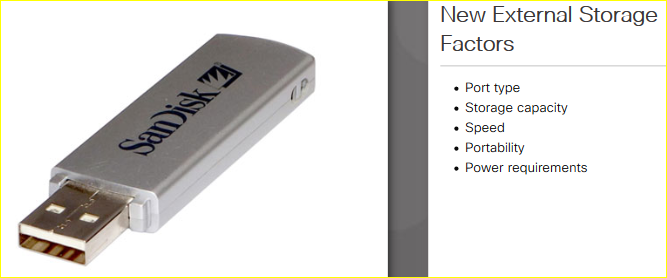 SanDisk
New External Storage
Factors
• Port type
• Storage capacity
• Speed
• Portability
• Power requirements